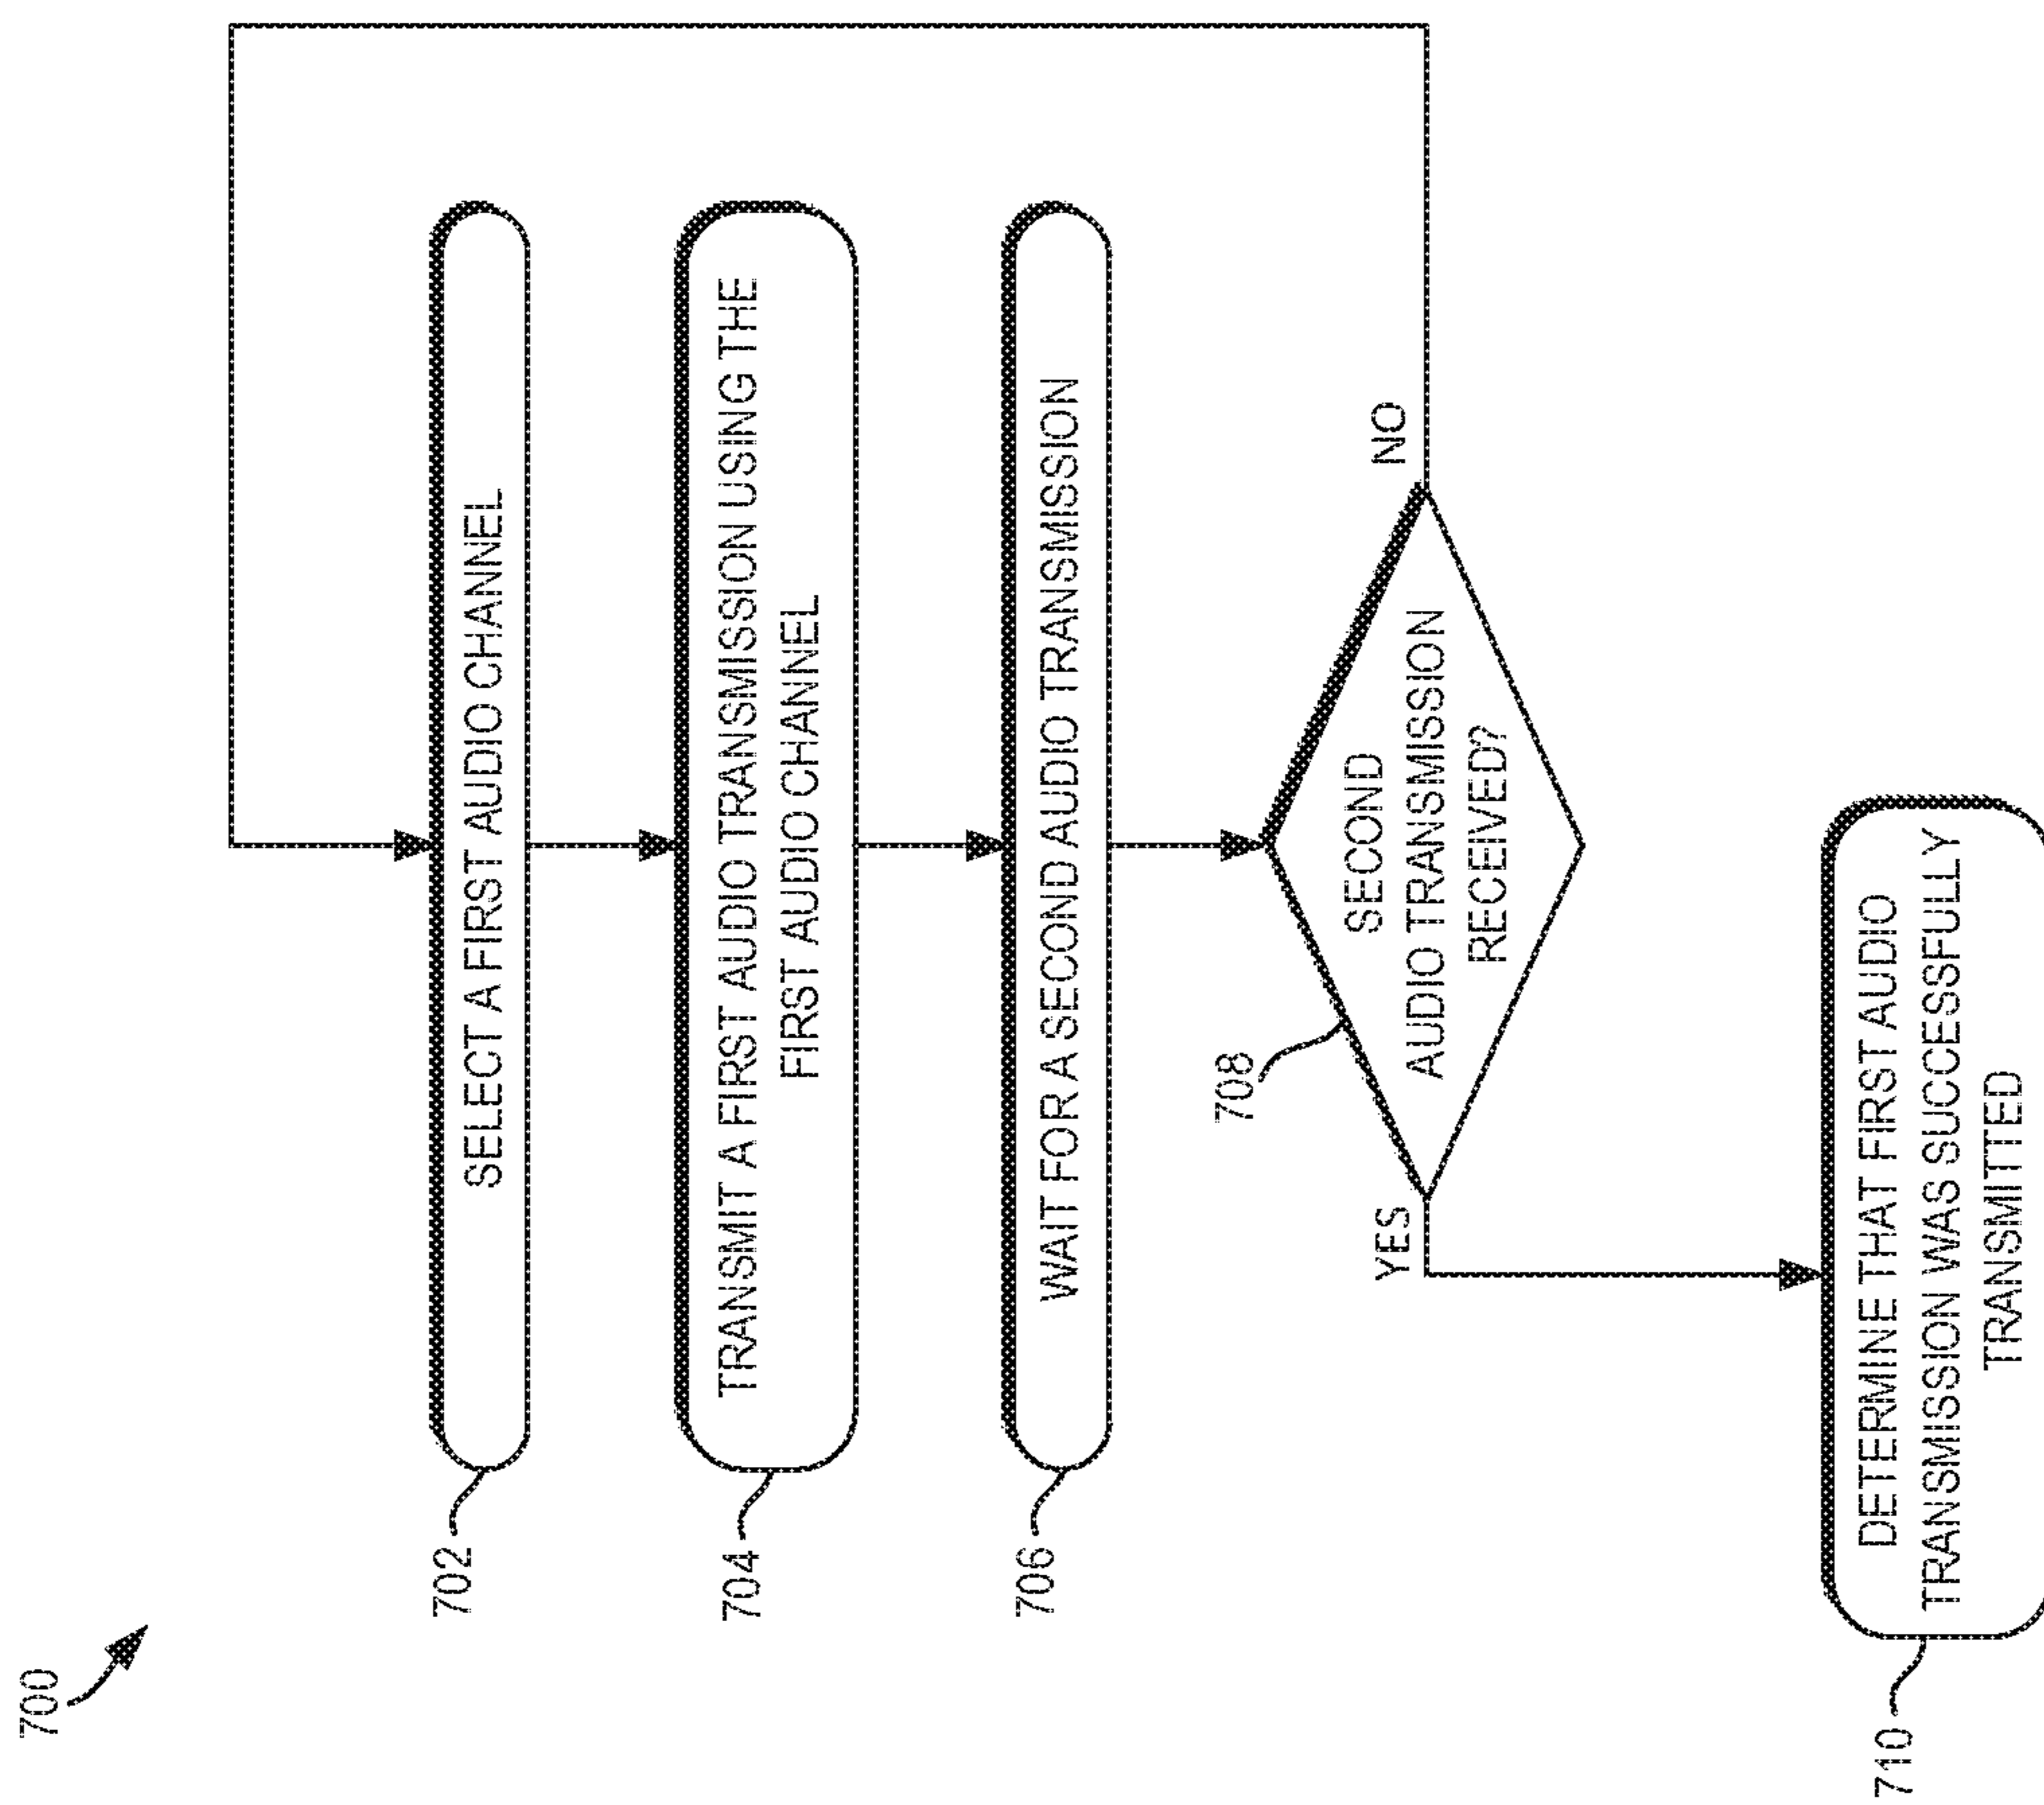 700
702
SELECT A FIRST AUDIO CHANNEL
704
TRANSMIT A FIRST AUDIO TRANSMISSION USING THE
FIRST AUDIO CHANNEL
706
WAIT FOR A SECOND AUDIO TRANSMISSION
708
SECOND
AUDIO TRANSMISSION
RECEIVED?
YES
NO
710
DETERMINE THAT FIRST AUDIO
TRANSMISSION WAS SUCCESSFULLY
TRANSMITTED